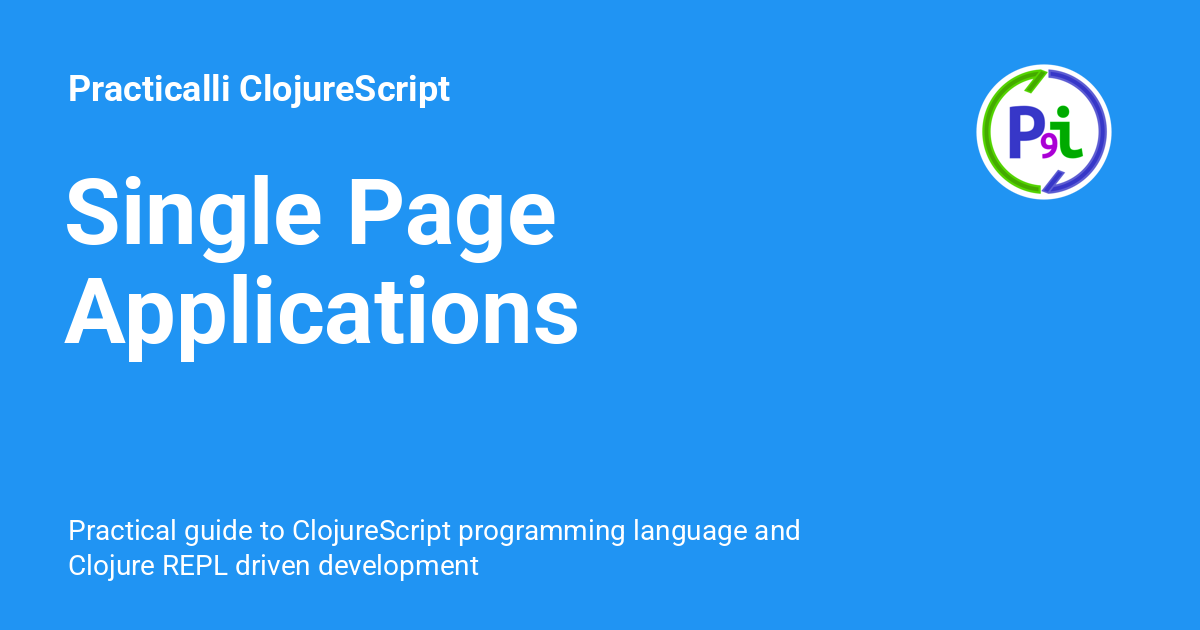 Practicalli ClojureScript
P9i
Single Page
Applications
Practical guide to ClojureScript programming language and
Clojure REPL driven development